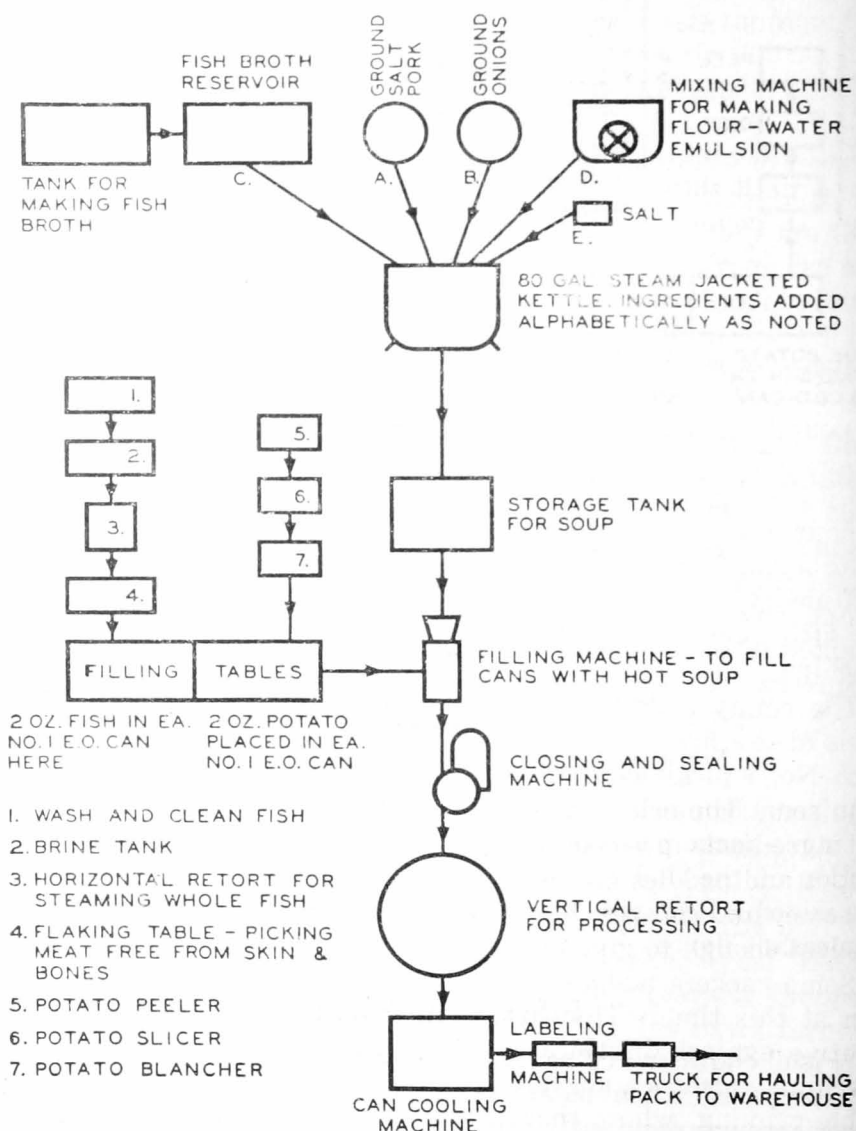 FISH BROTH
RESERVOIR
GROUND
SALT
PORK
GROUND
ONIONS
MIXING MACHINE
FOR MAKING
FLOUR-WATER
EMULSION
TANK FOR
MAKING FISH
BROTH
C.
A.
B.
D.
E.
SALT
80 GAL STEAM JACKETED
KETTLE. INGREDIENTS ADDED
ALPHABETICALLY AS NOTED
1.
2.
3.
4.
5.
6.
7.
STORAGE TANK
FOR SOUP
FILLING TABLES
FILLING MACHINE - TO FILL
CANS WITH HOT SOUP
2 OZ. FISH IN EA.
NO. 1 E.O. CAN
HERE
2 OZ. POTATO
PLACED IN EA.
NO. 1 E.O. CAN
CLOSING AND SEALING
MACHINE
1. WASH AND CLEAN FISH
2. BRINE TANK
3. HORIZONTAL RETORT FOR
STEAMING WHOLE FISH
4. FLAKING TABLE - PICKING
MEAT FREE FROM SKIN &
BONES
5. POTATO PEELER
6. POTATO SLICER
7. POTATO BLANCHER
VERTICAL RETORT
FOR PROCESSING
LABELING
MACHINE
TRUCK FOR HAULING
PACK TO WAREHOUSE
CAN COOLING
MACHINE